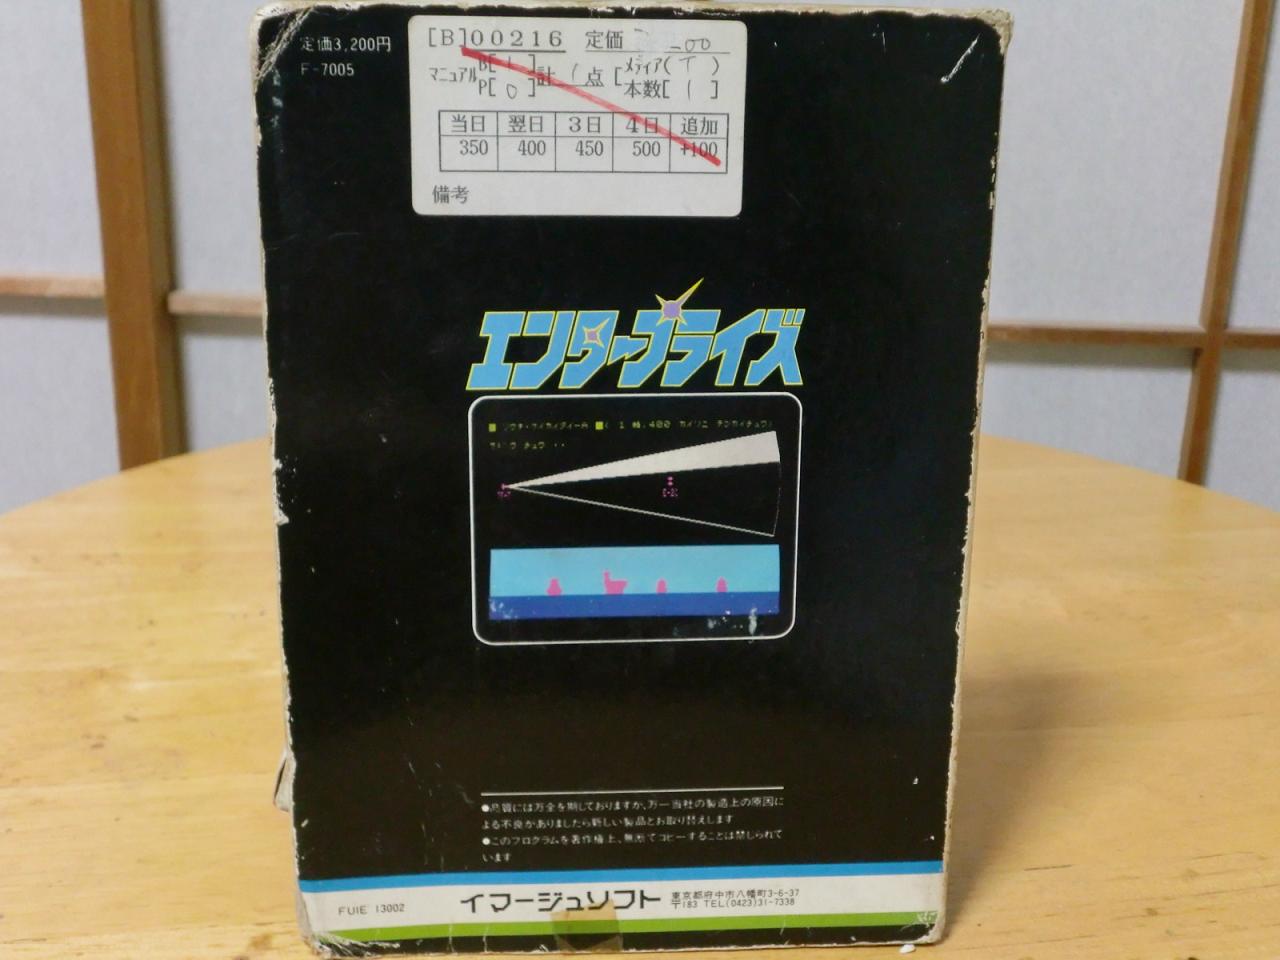 定価3,200円
F-7005
[B]00216 定価 200
マニュアル B[1] P[0] 計 1点 [メディア(T) 本数[1]
当日 翌日 3日 4日 追加
350 400 450 500 +100
備考
エンタープライズ
●品質には万全を期しておりますが、万一当社の製造上の原因に
よる不良がありましたら新しい製品とお取り替えします
●このプログラムを著作権上、無断でコピーすることは禁じられて
います
FUIE 13002
イマージュソフト
東京都府中市八幡町3-6-37
〒183 TEL(0423)31-7338